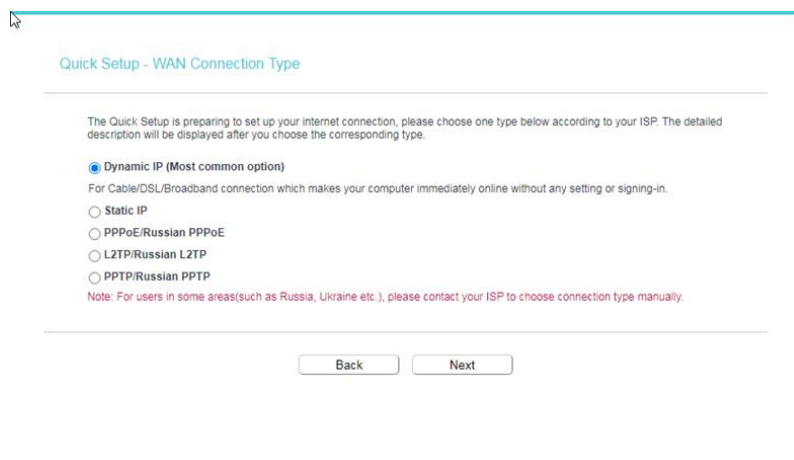 Quick Setup - WAN Connection Type
The Quick Setup is preparing to set up your internet connection, please choose one type below according to your ISP. The detailed
description will be displayed after you choose the corresponding type.
Dynamic IP (Most common option)
For Cable/DSL/Broadband connection which makes your computer immediately online without any setting or signing-in.
Static IP
PPPoE/Russian PPPoE
L2TP/Russian L2TP
PPTP/Russian PPTP
Note: For users in some areas(such as Russia, Ukraine etc.), please contact your ISP to choose connection type manually.
Back Next